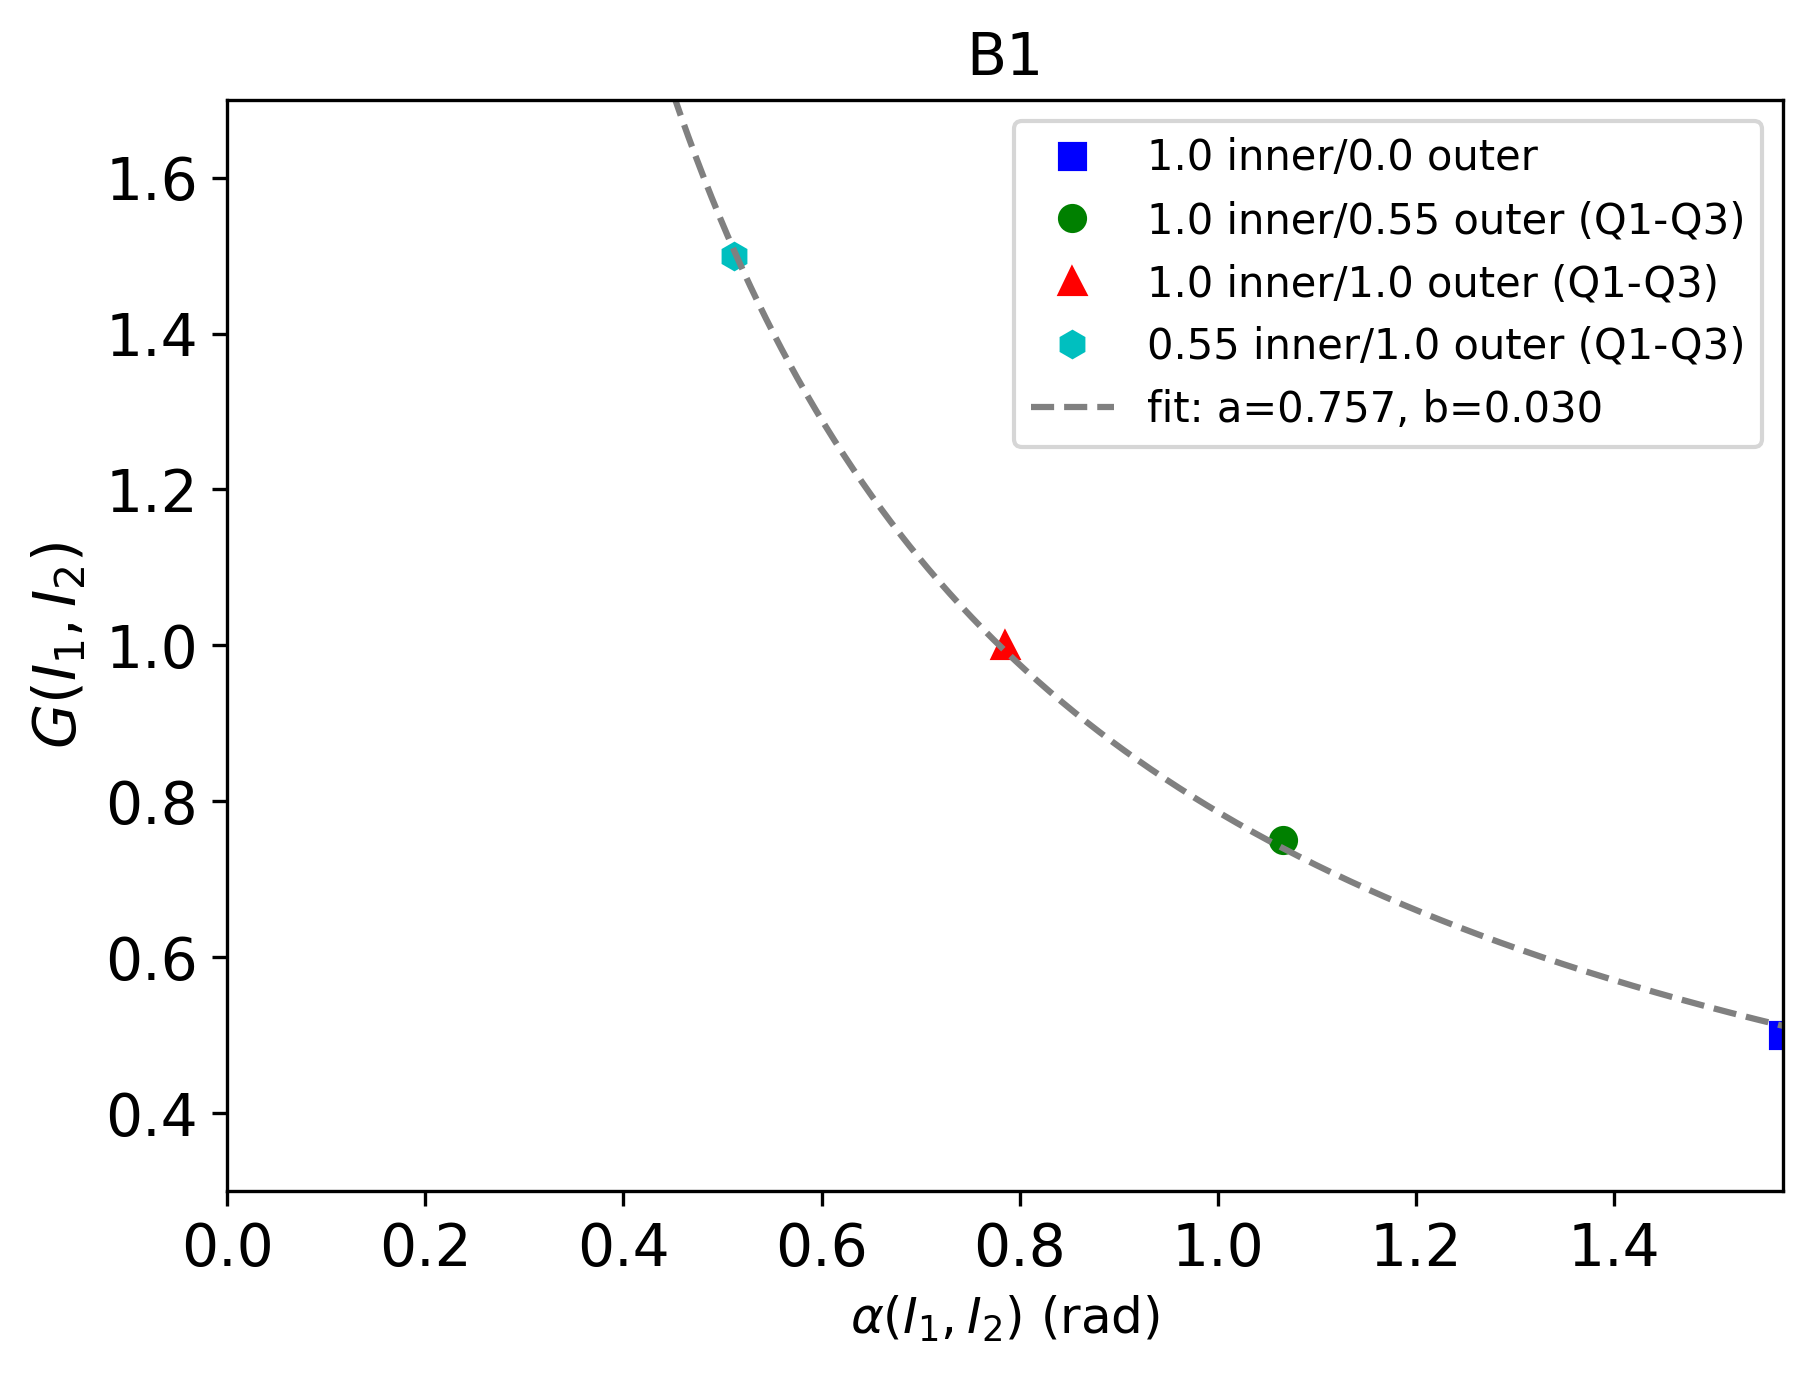 B1
1.6
1.4
1.2
1.0
0.8
0.6
0.4
G(I₁, I₂)
1.0 inner/0.0 outer
1.0 inner/0.55 outer (Q1-Q3)
1.0 inner/1.0 outer (Q1-Q3)
0.55 inner/1.0 outer (Q1-Q3)
fit: a=0.757, b=0.030
0.0 0.2 0.4 0.6 0.8 1.0 1.2 1.4
α(I₁, I₂) (rad)